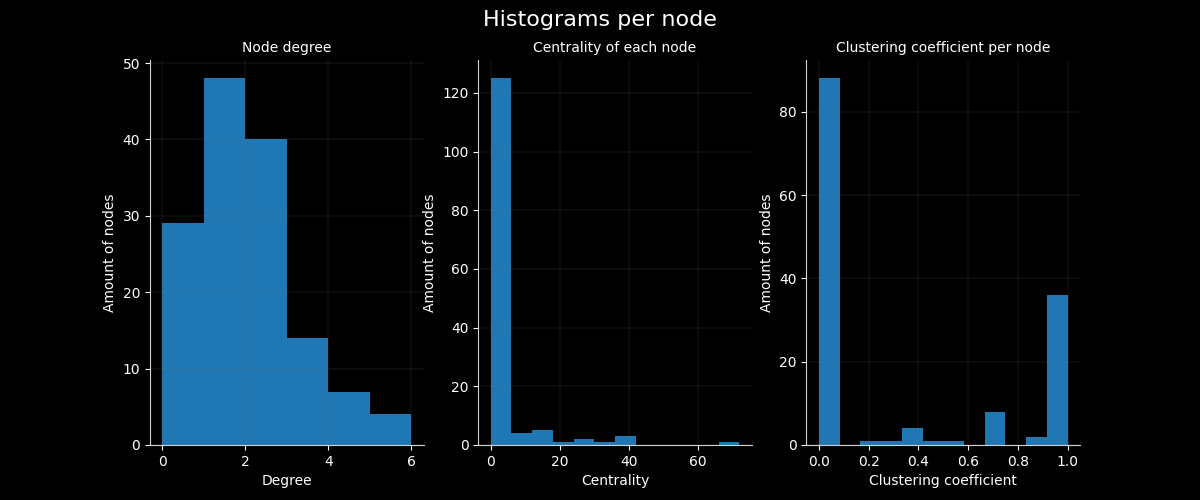 Histograms per node
Node degree
Amount of nodes
50
40
30
20
10
0
0 2 4 6
Degree
Centrality of each node
Amount of nodes
120
100
80
60
40
20
0
0 20 40 60
Centrality
Clustering coefficient per node
Amount of nodes
80
60
40
20
0
0.0 0.2 0.4 0.6 0.8 1.0
Clustering coefficient